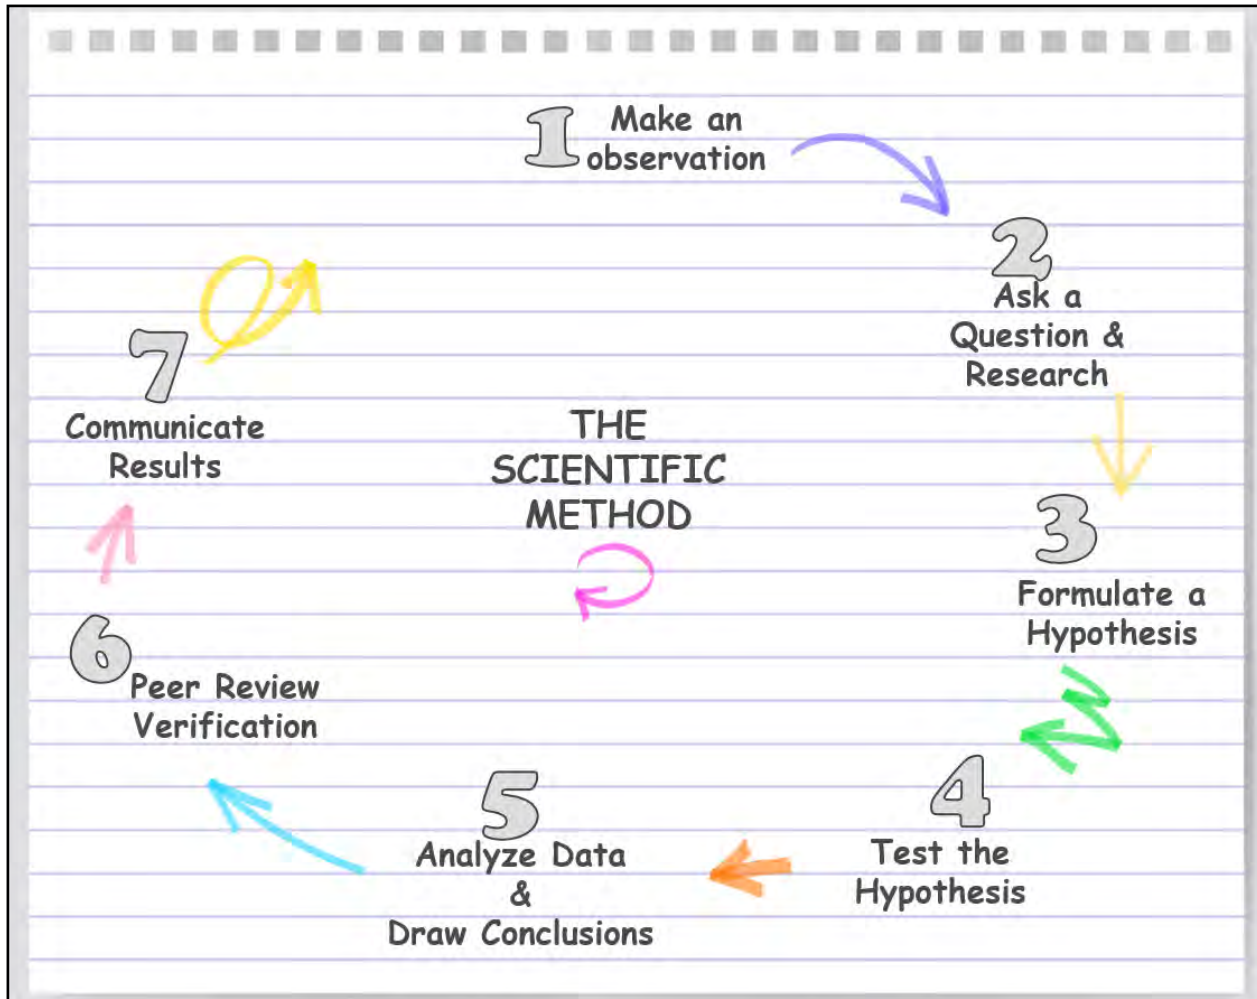 1 Make an
observation
2
Ask a
Question &
Research
3
Formulate a
Hypothesis
4
Test the
Hypothesis
5
Analyze Data
&
Draw Conclusions
6
Peer Review
Verification
7
Communicate
Results
THE
SCIENTIFIC
METHOD